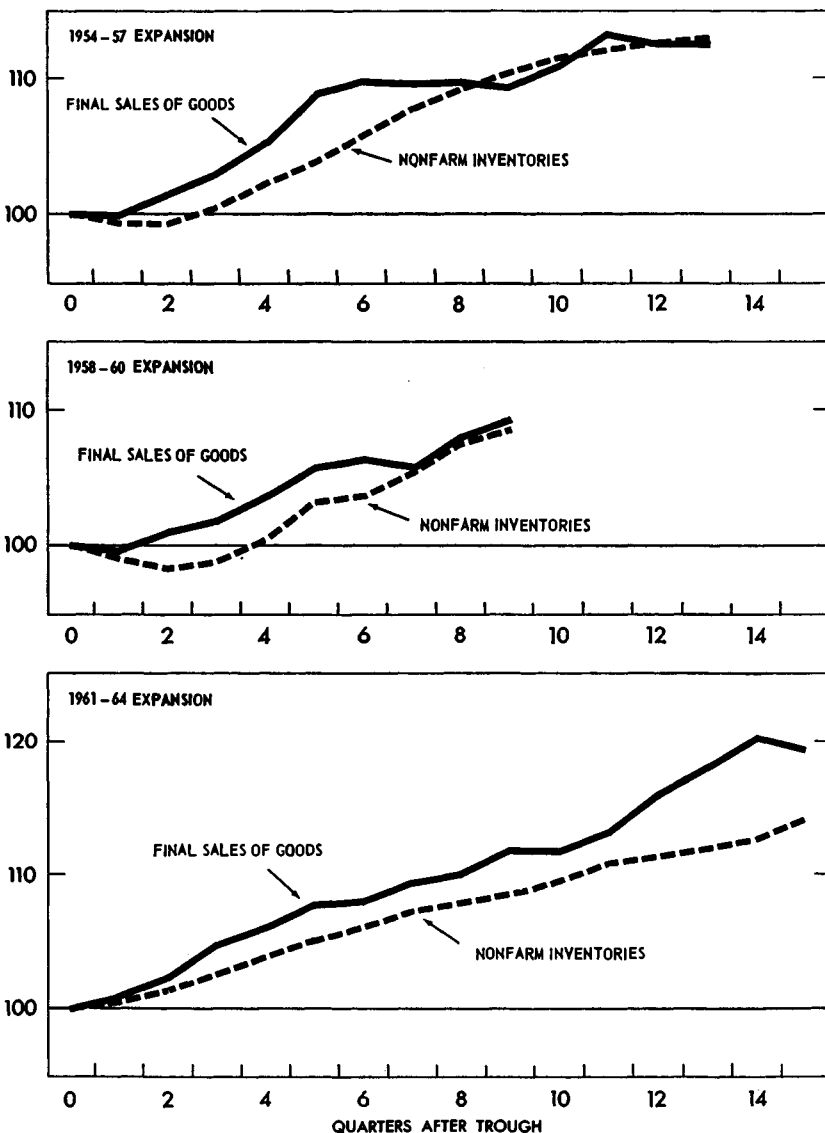 1954-57 EXPANSION
110
FINAL SALES OF GOODS
NONFARM INVENTORIES
100
0 2 4 6 8 10 12 14
1958-60 EXPANSION
110
FINAL SALES OF GOODS
NONFARM INVENTORIES
100
0 2 4 6 8 10 12 14
1961-64 EXPANSION
120
FINAL SALES OF GOODS
110
NONFARM INVENTORIES
100
0 2 4 6 8 10 12 14
QUARTERS AFTER TROUGH